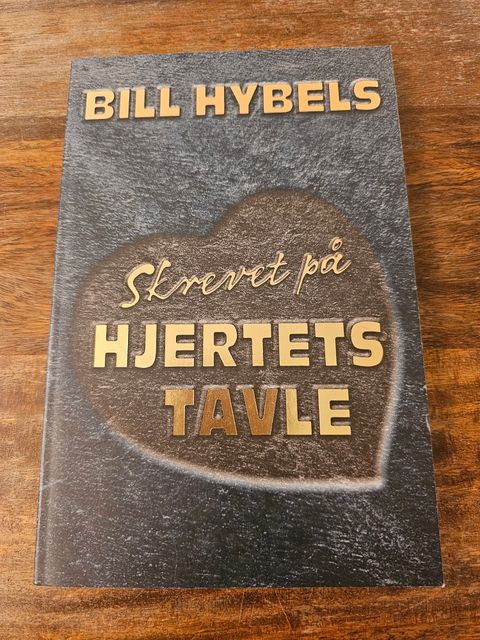 BILL HYBELS
Skrevet på
HJERTETS
TAVLE